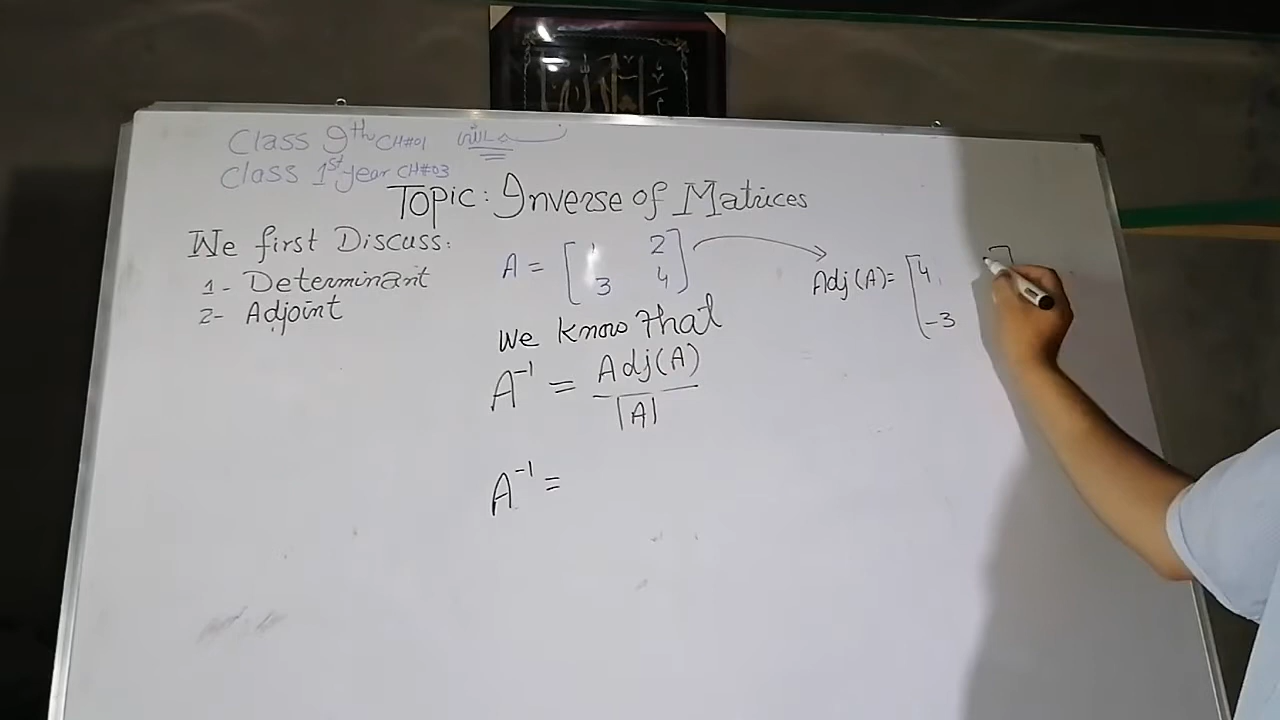 Class 9th CH#01
Class 1st year CH#03
Topic: Inverse of Matrices
We first Discuss:
1- Determinant
2- Adjoint
A = [1 2
3 4]
Adj(A)= [4
-3
We know that
A⁻¹ = Adj(A)
|A|
A⁻¹ =